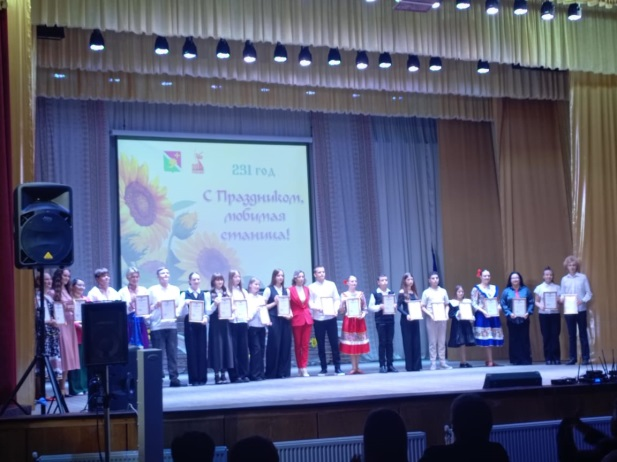 231 год
С Праздником,
любимая
станица!